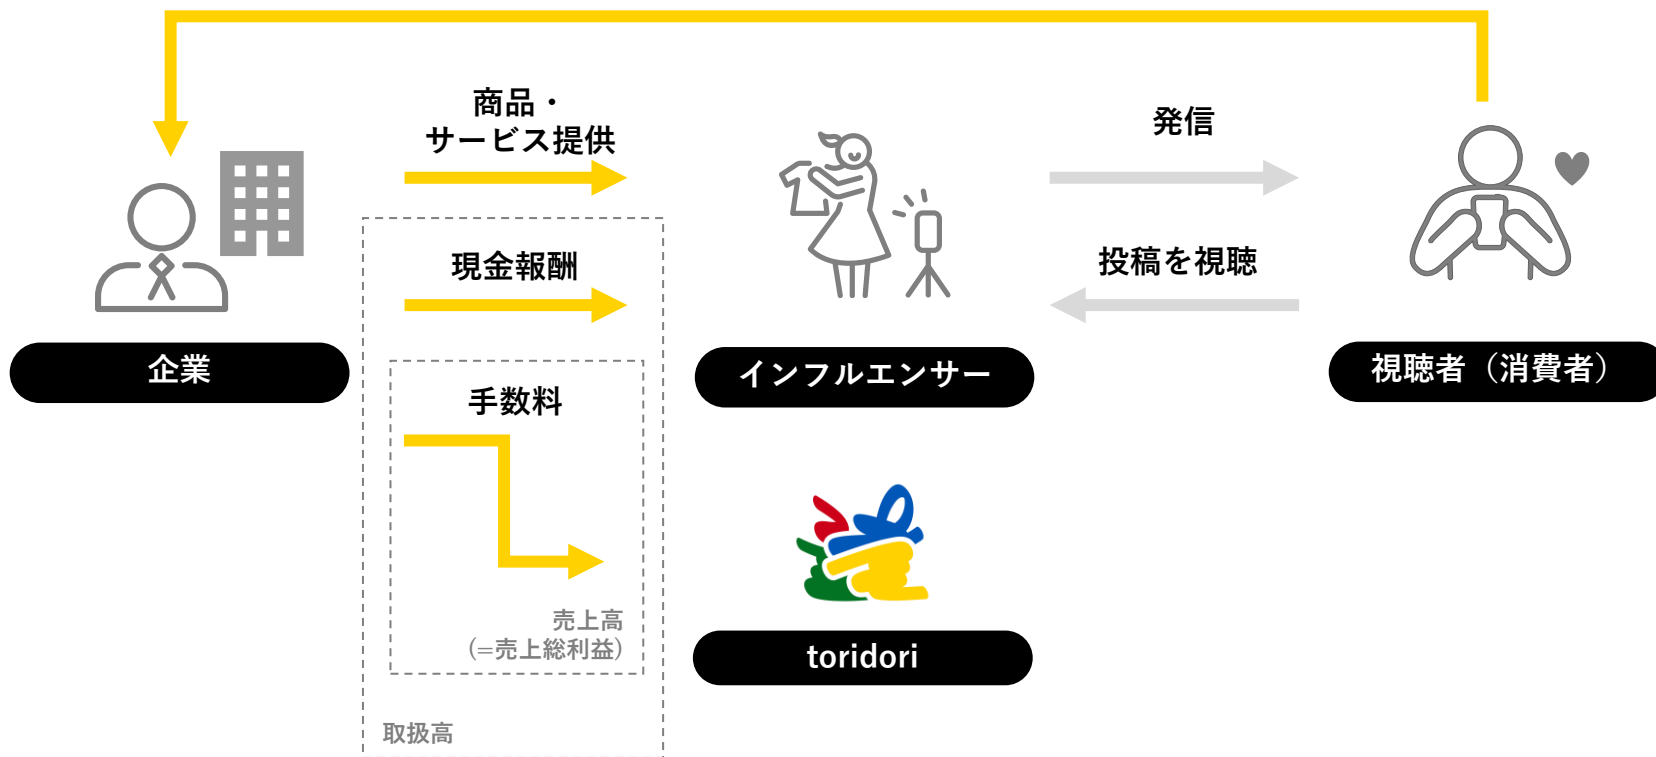 商品・
サービス提供
発信
現金報酬
投稿を視聴
企業
インフルエンサー
視聴者（消費者）
手数料
売上高
(=売上総利益)
toridori
取扱高